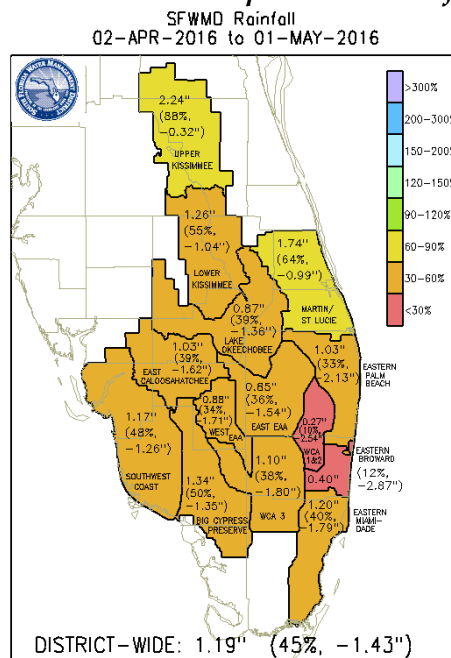 SFWMD Rainfall
02-APR-2016 to 01-MAY-2016
SOUTH FLORIDA WATER MANAGEMENT DISTRICT
2.24"
(88%,
-0.32")
UPPER
KISSIMMEE
>300%
200-300%
150-200%
120-150%
90-120%
60-90%
30-60%
<30%
1.26"
(55%,
-1.04")
LOWER
KISSIMMEE
1.74"
(64%,
-0.99")
MARTIN/
ST LUCIE
0.87"
(39%,
-1.36")
LAKE
OKEECHOBEE
1.03"
(39%,
-1.62")
EAST
CALOOSAHATCHEE
1.03"
(33%,
-2.13")
EASTERN
PALM
BEACH
0.88"
(34%,
-1.71")
WEST EAA
0.85"
(36%,
-1.54")
EAST EAA
0.27"
(10%,
-2.54")
WCA
1&2
1.17"
(48%,
-1.26")
SOUTHWEST
COAST
1.34"
(50%,
-1.35")
BIG CYPRESS
PRESERVE
1.10"
(38%,
-1.80")
WCA 3
0.40"
EASTERN
BROWARD
(12%,
-2.87")
1.20"
(40%,
-1.79")
EASTERN
MIAMI-
DADE
DISTRICT-WIDE: 1.19" (45%, -1.43")